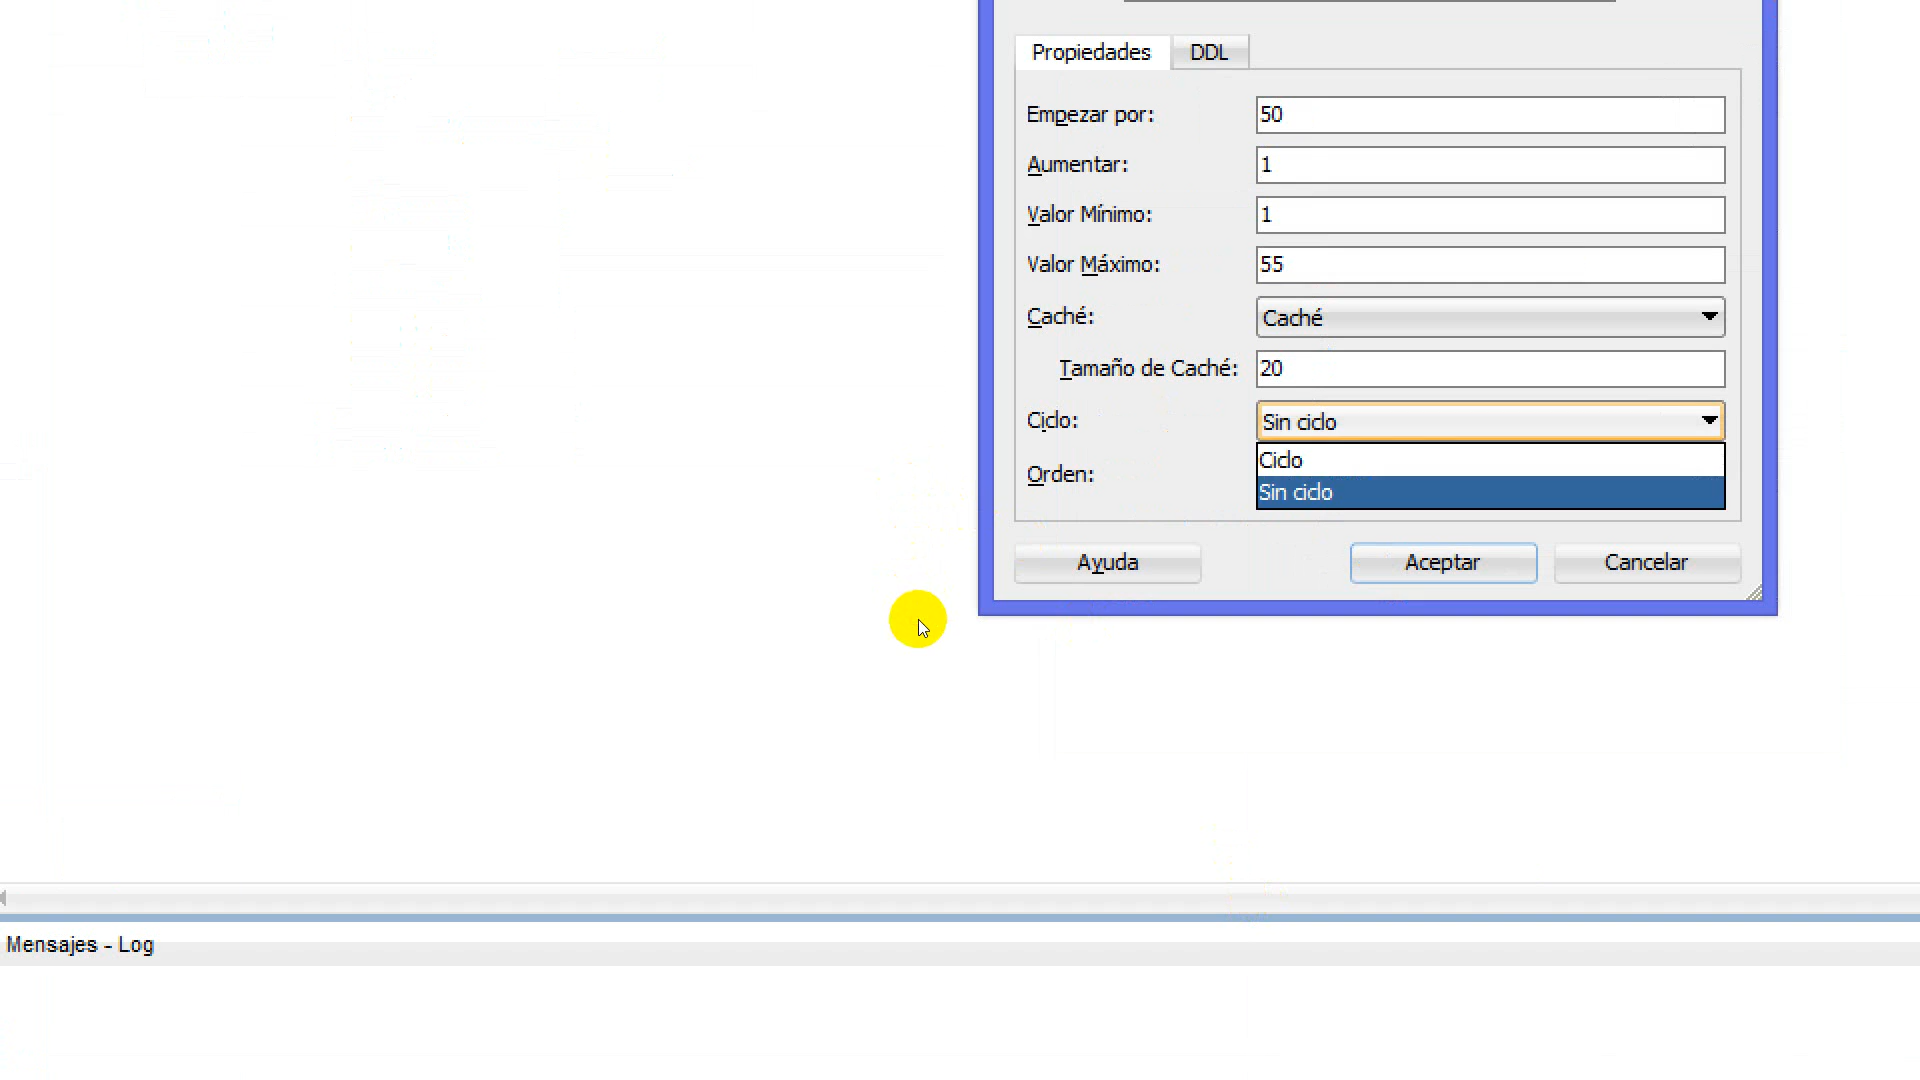 Propiedades DDL
Empezar por: 50
Aumentar: 1
Valor Mínimo: 1
Valor Máximo: 55
Caché: Caché
Tamaño de Caché: 20
Ciclo: Sin ciclo
Ciclo
Orden: Sin ciclo
Ayuda Aceptar Cancelar
Mensajes - Log